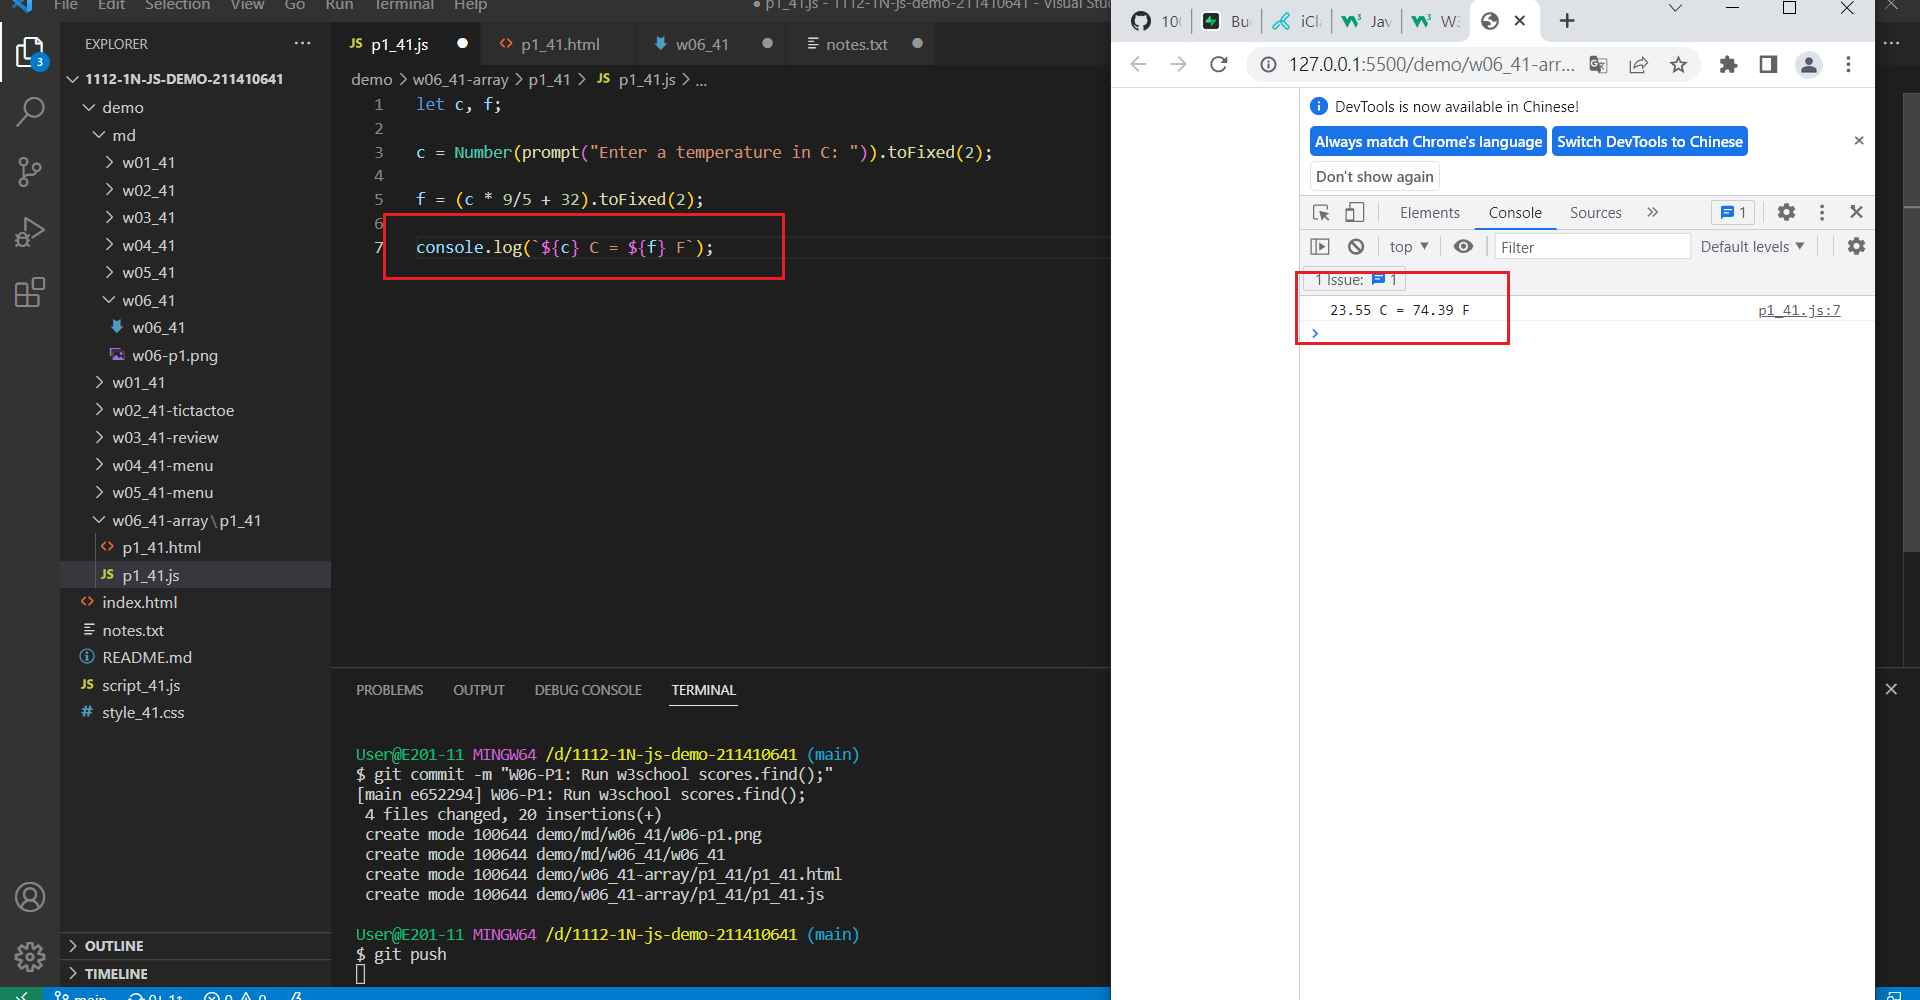 File Edit Selection View Go Run Terminal Help
● p1_41.js - 1112-1N-js-demo-211410641 - Visual Stu
EXPLORER ···
3
1112-1N-JS-DEMO-211410641
demo
md
w01_41
w02_41
w03_41
w04_41
w05_41
w06_41
w06_41
w06-p1.png
w01_41
w02_41-tictactoe
w03_41-review
w04_41-menu
w05_41-menu
w06_41-array\p1_41
<> p1_41.html
JS p1_41.js
<> index.html
notes.txt
README.md
JS script_41.js
# style_41.css
OUTLINE
TIMELINE
JS p1_41.js ●
<> p1_41.html
w06_41 ●
notes.txt ●
demo > w06_41-array > p1_41 > JS p1_41.js > ...
1 let c, f;
2
3 c = Number(prompt("Enter a temperature in C: ")).toFixed(2);
4
5 f = (c * 9/5 + 32).toFixed(2);
6
7 console.log(`${c} C = ${f} F`);
PROBLEMS OUTPUT DEBUG CONSOLE TERMINAL
User@E201-11 MINGW64 /d/1112-1N-js-demo-211410641 (main)
$ git commit -m "W06-P1: Run w3school scores.find();"
[main e652294] W06-P1: Run w3school scores.find();
4 files changed, 20 insertions(+)
create mode 100644 demo/md/w06_41/w06-p1.png
create mode 100644 demo/md/w06_41/w06_41
create mode 100644 demo/w06_41-array/p1_41/p1_41.html
create mode 100644 demo/w06_41-array/p1_41/p1_41.js
User@E201-11 MINGW64 /d/1112-1N-js-demo-211410641 (main)
$ git push
main
10 Bu iCl Jav W3
127.0.0.1:5500/demo/w06_41-arr...
DevTools is now available in Chinese!
Always match Chrome's language
Switch DevTools to Chinese
Don't show again
Elements Console Sources » 1
top Filter Default levels
1 Issue: 1
23.55 C = 74.39 F p1_41.js:7
>